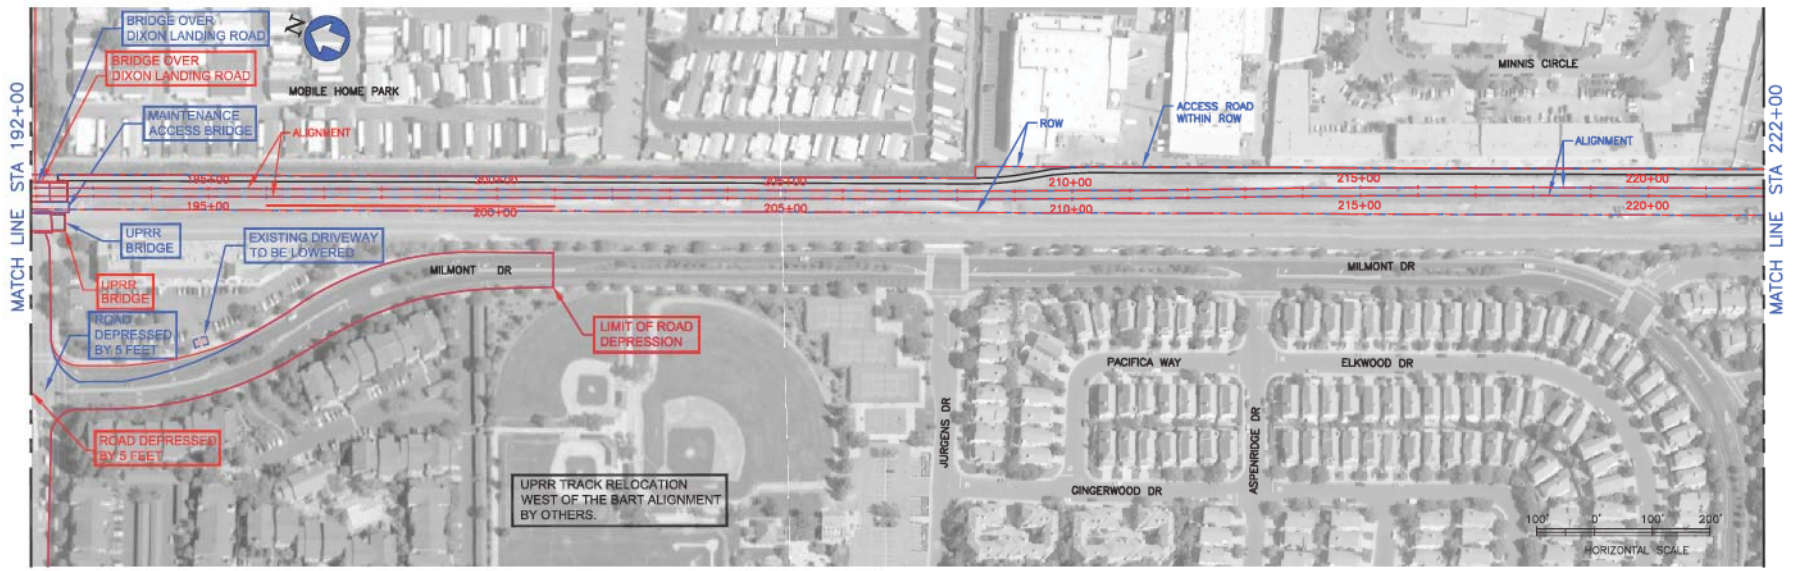 BRIDGE OVER
DIXON LANDING ROAD
BRIDGE OVER
DIXON LANDING ROAD
MAINTENANCE
ACCESS BRIDGE
N
MOBILE HOME PARK
ALIGNMENT
ROW
ACCESS ROAD
WITHIN ROW
MINNIS CIRCLE
ALIGNMENT
MATCH LINE STA 192+00
MATCH LINE STA 222+00
195+00
200+00
205+00
210+00
215+00
220+00
195+00
200+00
205+00
210+00
215+00
220+00
UPRR
BRIDGE
EXISTING DRIVEWAY
TO BE LOWERED
UPRR
BRIDGE
MILMONT DR
MILMONT DR
ROAD
DEPRESSED
BY 5 FEET
LIMIT OF ROAD
DEPRESSION
PACIFICA WAY
ELKWOOD DR
JURGENS DR
ASPENRIDGE DR
GINGERWOOD DR
ROAD DEPRESSED
BY 5 FEET
UPRR TRACK RELOCATION
WEST OF THE BART ALIGNMENT
BY OTHERS.
100' 0' 100' 200'
HORIZONTAL SCALE